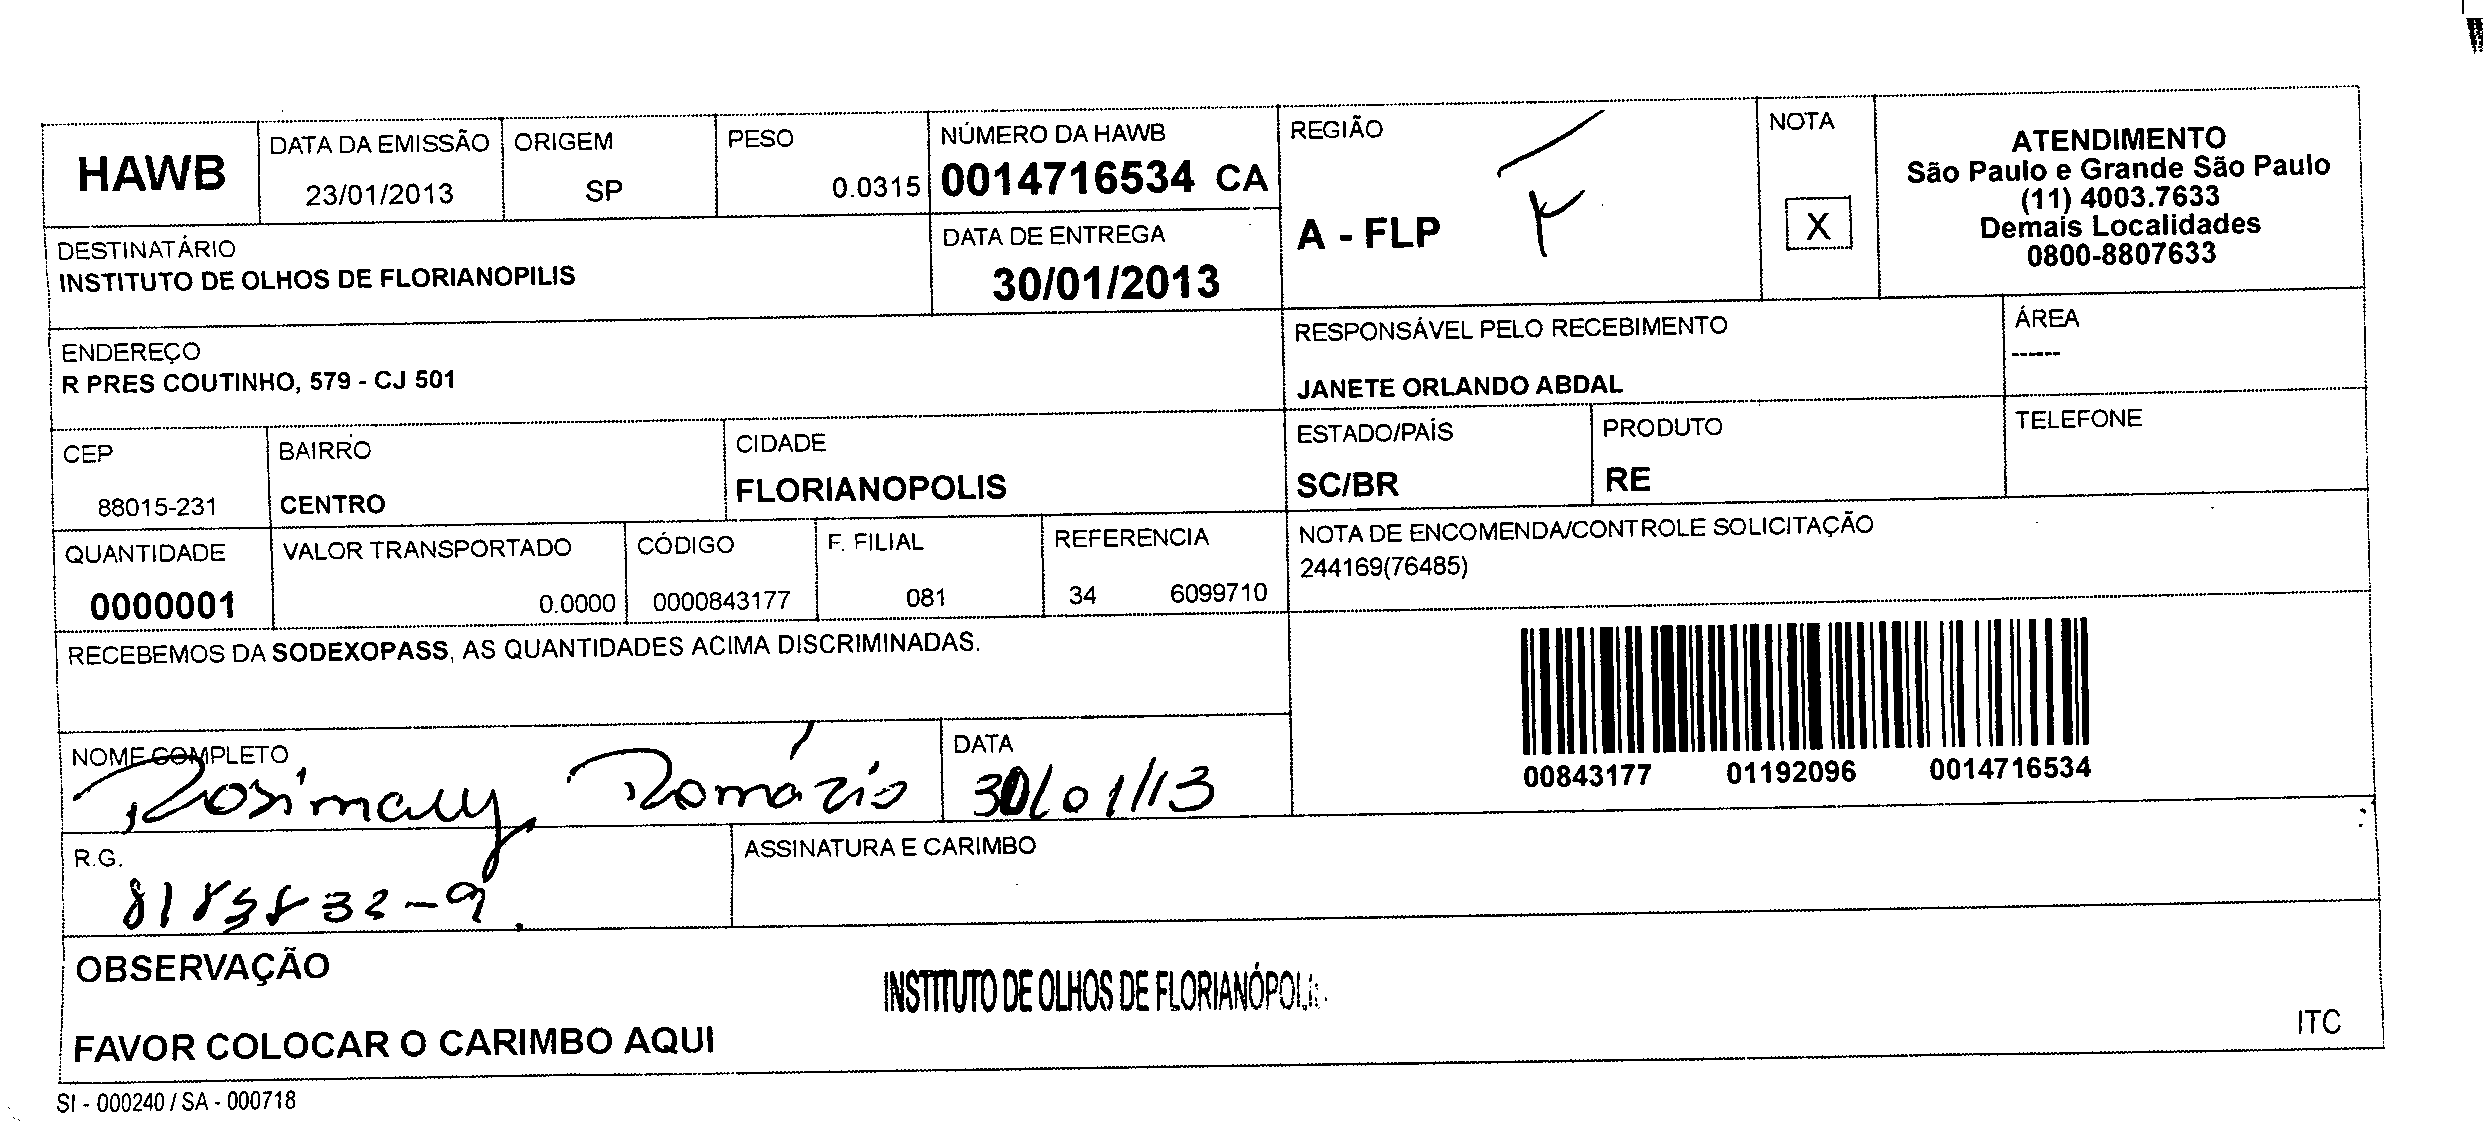 HAWB
DATA DA EMISSÃO
23/01/2013
ORIGEM
SP
PESO
0.0315
NÚMERO DA HAWB
0014716534 CA
DATA DE ENTREGA
30/01/2013
REGIÃO
A - FLP
NOTA
X
ATENDIMENTO
São Paulo e Grande São Paulo
(11) 4003.7633
Demais Localidades
0800-8807633
DESTINATÁRIO
INSTITUTO DE OLHOS DE FLORIANOPILIS
ENDEREÇO
R PRES COUTINHO, 579 - CJ 501
RESPONSÁVEL PELO RECEBIMENTO
JANETE ORLANDO ABDAL
ÁREA
------
CEP
88015-231
BAIRRO
CENTRO
CIDADE
FLORIANOPOLIS
ESTADO/PAÍS
SC/BR
PRODUTO
RE
TELEFONE
QUANTIDADE
0000001
VALOR TRANSPORTADO
0.0000
CÓDIGO
0000843177
F. FILIAL
081
REFERENCIA
34 6099710
NOTA DE ENCOMENDA/CONTROLE SOLICITAÇÃO
244169(76485)
RECEBEMOS DA SODEXOPASS, AS QUANTIDADES ACIMA DISCRIMINADAS.
00843177 01192096 0014716534
NOME COMPLETO
Rosimary Romázio
DATA
30/01/13
R.G.
ASSINATURA E CARIMBO
OBSERVAÇÃO
INSTITUTO DE OLHOS DE FLORIANÓPOLIS
FAVOR COLOCAR O CARIMBO AQUI
ITC
SI - 000240 / SA - 000718